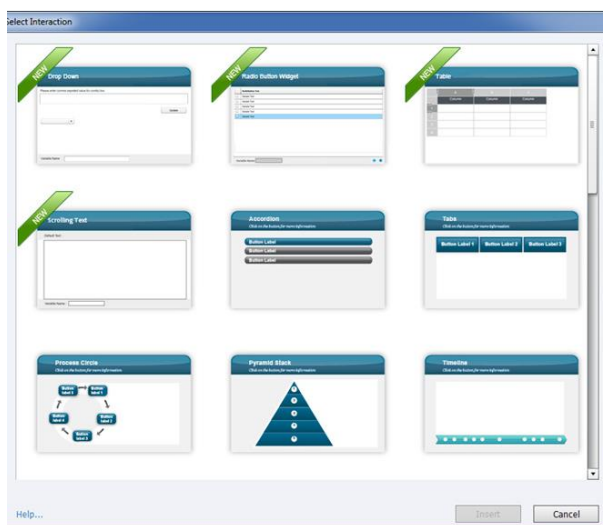 Select Interaction
NEW
Drop Down
NEW
Radio Button Widget
NEW
Table
Column
Column
Column
NEW
Scrolling Text
Default Text
Variable Name:
Accordion
Click on the button for more information
Button Label
Button Label
Button Label
Tabs
Click on the button for more information
Button Label 1
Button Label 2
Button Label 3
Process Circle
Click on the button for more information
Button label 5
Button label 1
Button label 4
Button label 2
Button label 3
Pyramid Stack
Click on the button for more information
Timeline
Click on the button for more information
Help...
Insert
Cancel